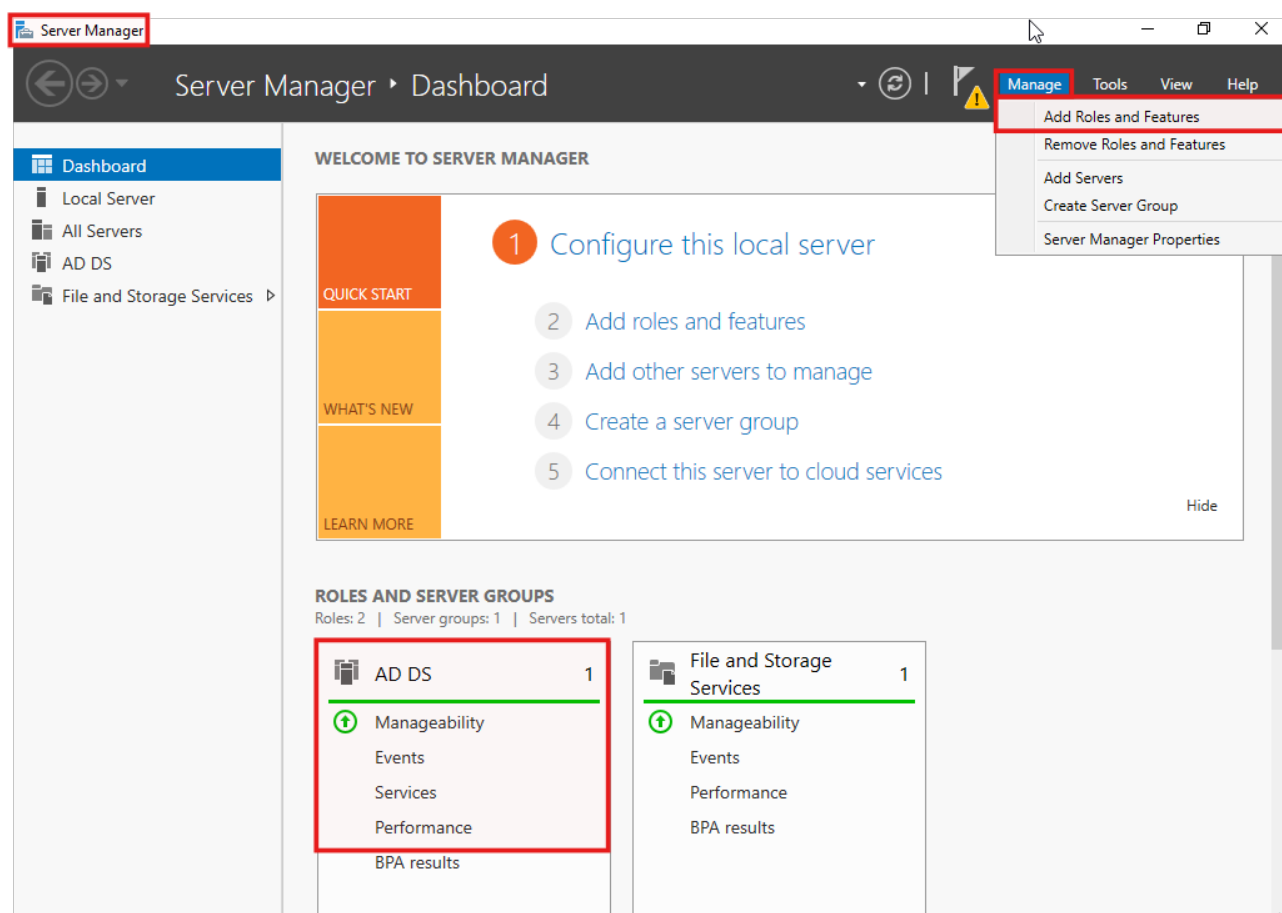 Server Manager
Server Manager ‣ Dashboard
Manage Tools View Help
Add Roles and Features
Remove Roles and Features
Add Servers
Create Server Group
Server Manager Properties
Dashboard
Local Server
All Servers
AD DS
File and Storage Services
WELCOME TO SERVER MANAGER
QUICK START
WHAT'S NEW
LEARN MORE
1 Configure this local server
2 Add roles and features
3 Add other servers to manage
4 Create a server group
5 Connect this server to cloud services
Hide
ROLES AND SERVER GROUPS
Roles: 2 | Server groups: 1 | Servers total: 1
AD DS 1
Manageability
Events
Services
Performance
BPA results
File and Storage
Services 1
Manageability
Events
Performance
BPA results